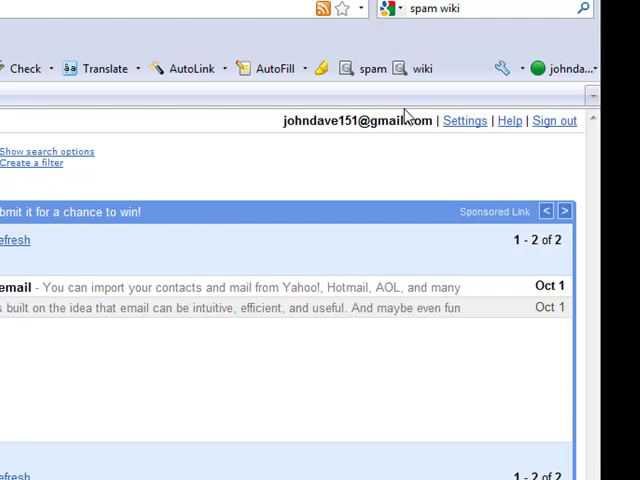 spam wiki
Check Translate AutoLink AutoFill spam wiki johnda...
johndave151@gmail.com | Settings | Help | Sign out
Show search options
Create a filter
bmit it for a chance to win! Sponsored Link < >
efresh 1 - 2 of 2
email - You can import your contacts and mail from Yahoo!, Hotmail, AOL, and many Oct 1
s built on the idea that email can be intuitive, efficient, and useful. And maybe even fun Oct 1
efresh 1 - 2 of 2